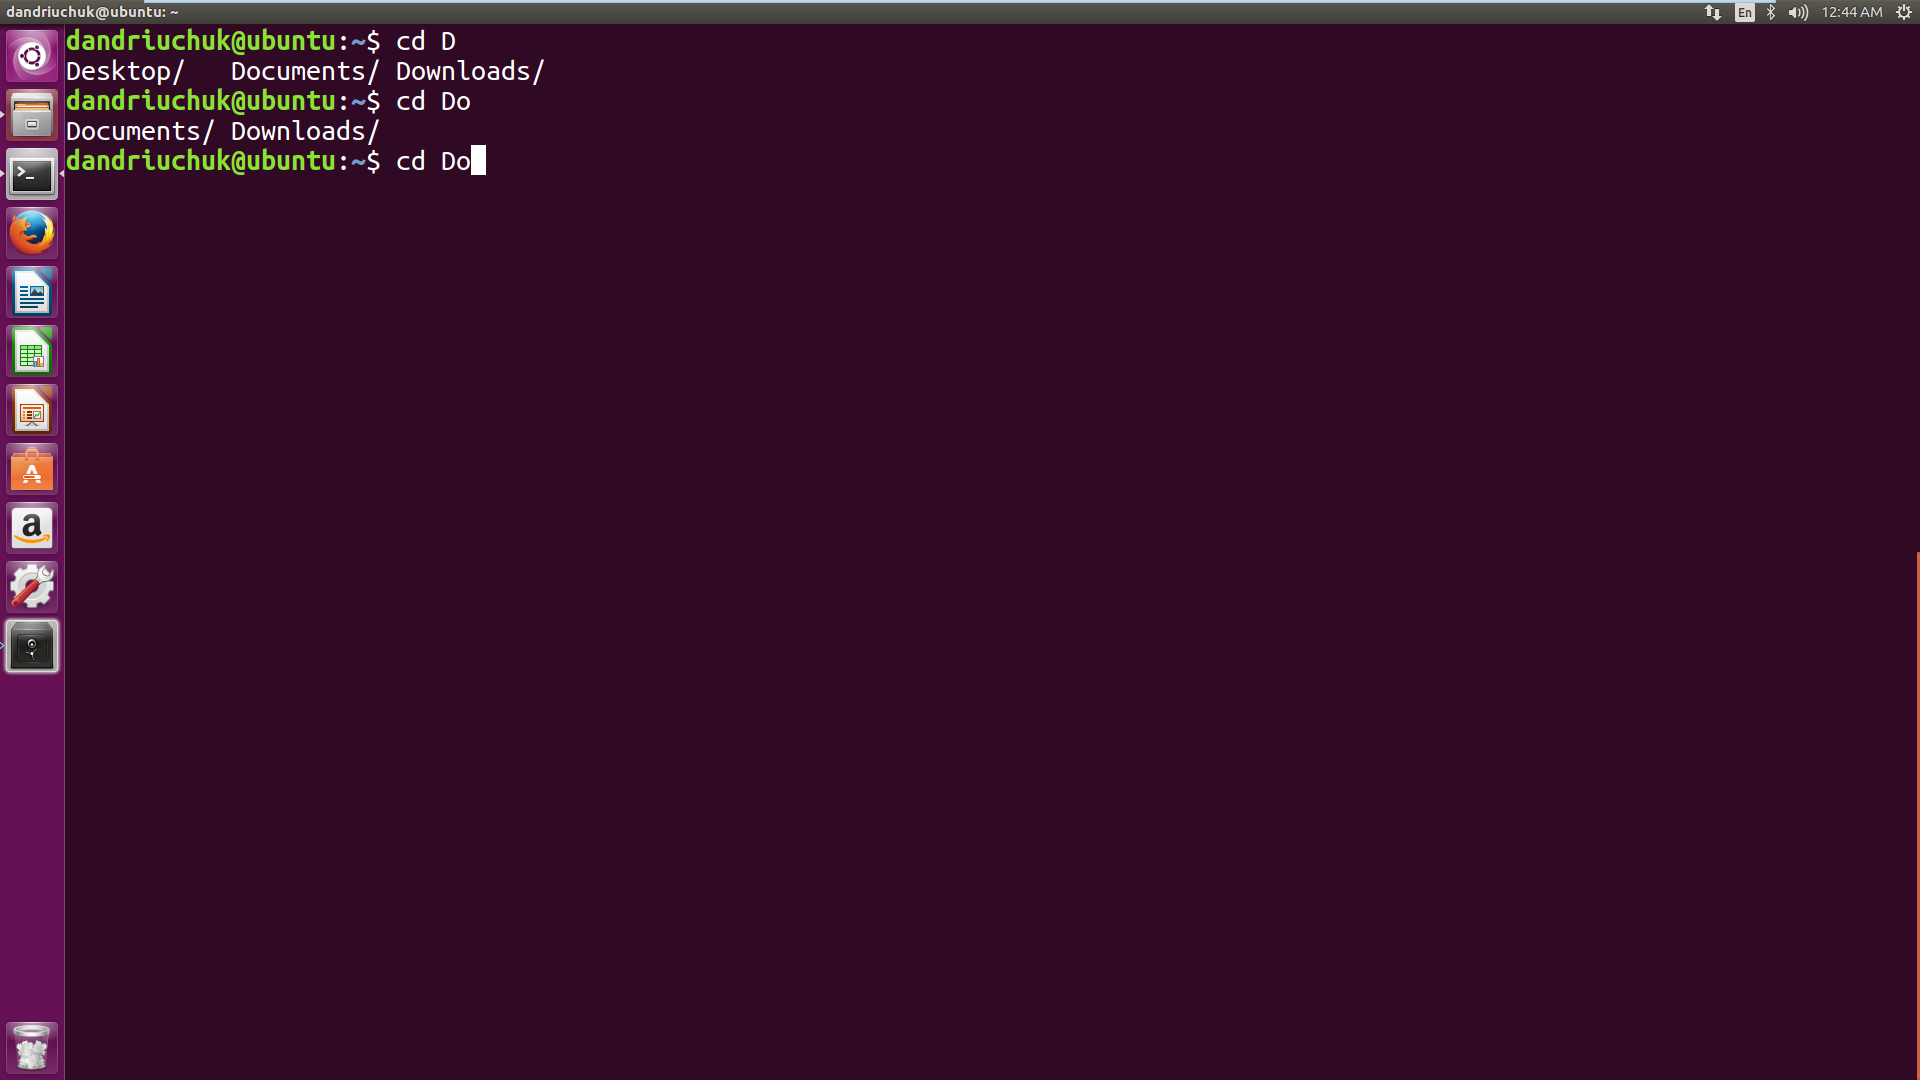 dandriuchuk@ubuntu: ~
En
12:44 AM
dandriuchuk@ubuntu:~$ cd D
Desktop/   Documents/ Downloads/
dandriuchuk@ubuntu:~$ cd Do
Documents/ Downloads/
dandriuchuk@ubuntu:~$ cd Do